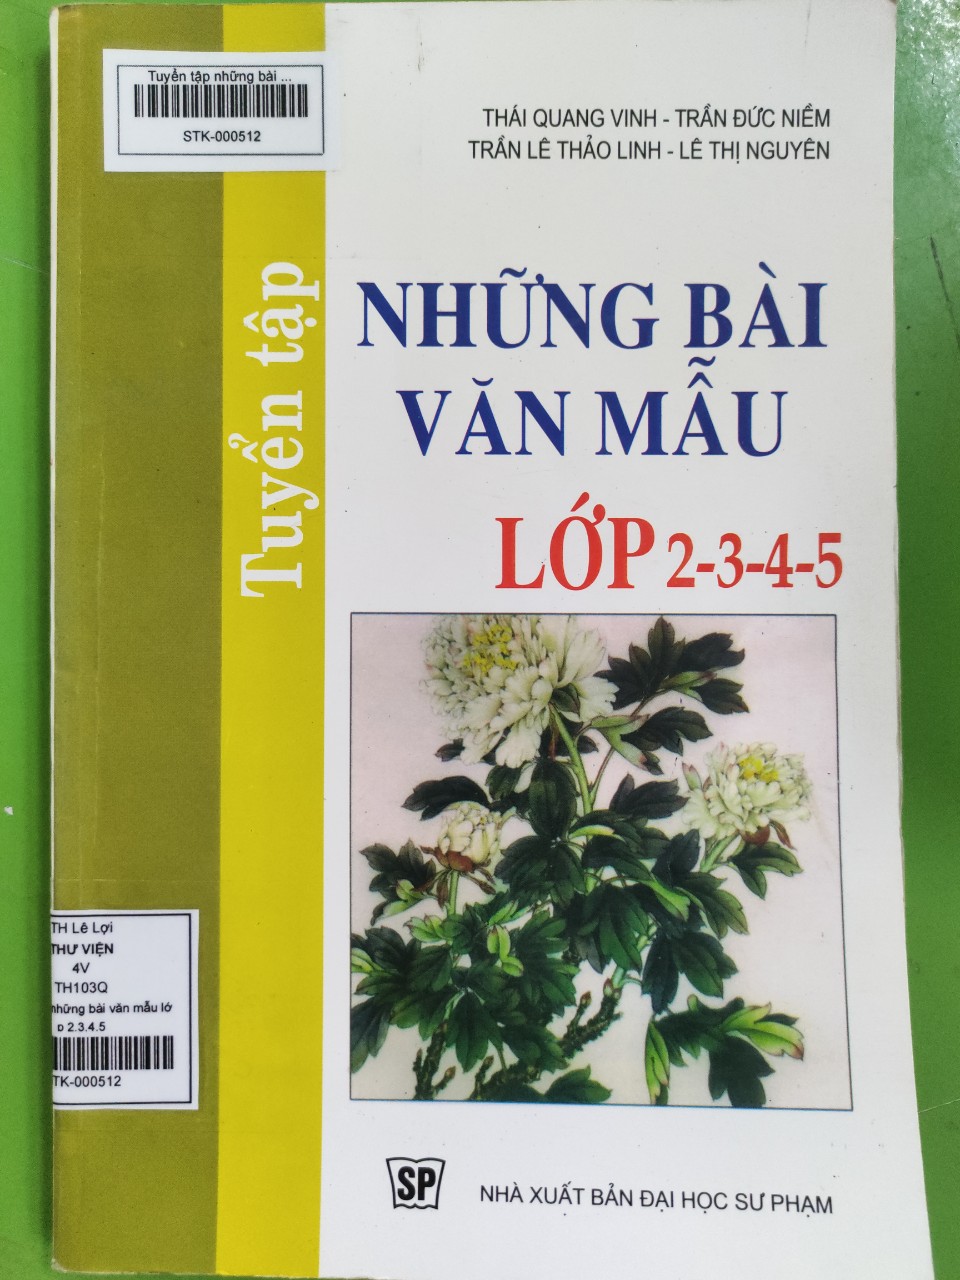 Tuyển tập những bài ...
STK-000512
THÁI QUANG VINH - TRẦN ĐỨC NIỀM
TRẦN LÊ THẢO LINH - LÊ THỊ NGUYÊN
Tuyển tập
NHỮNG BÀI
VĂN MẪU
LỚP 2-3-4-5
TH Lê Lợi
THƯ VIỆN
4V
TH103Q
những bài văn mẫu lớ
p 2.3.4.5
TK-000512
SP
NHÀ XUẤT BẢN ĐẠI HỌC SƯ PHẠM